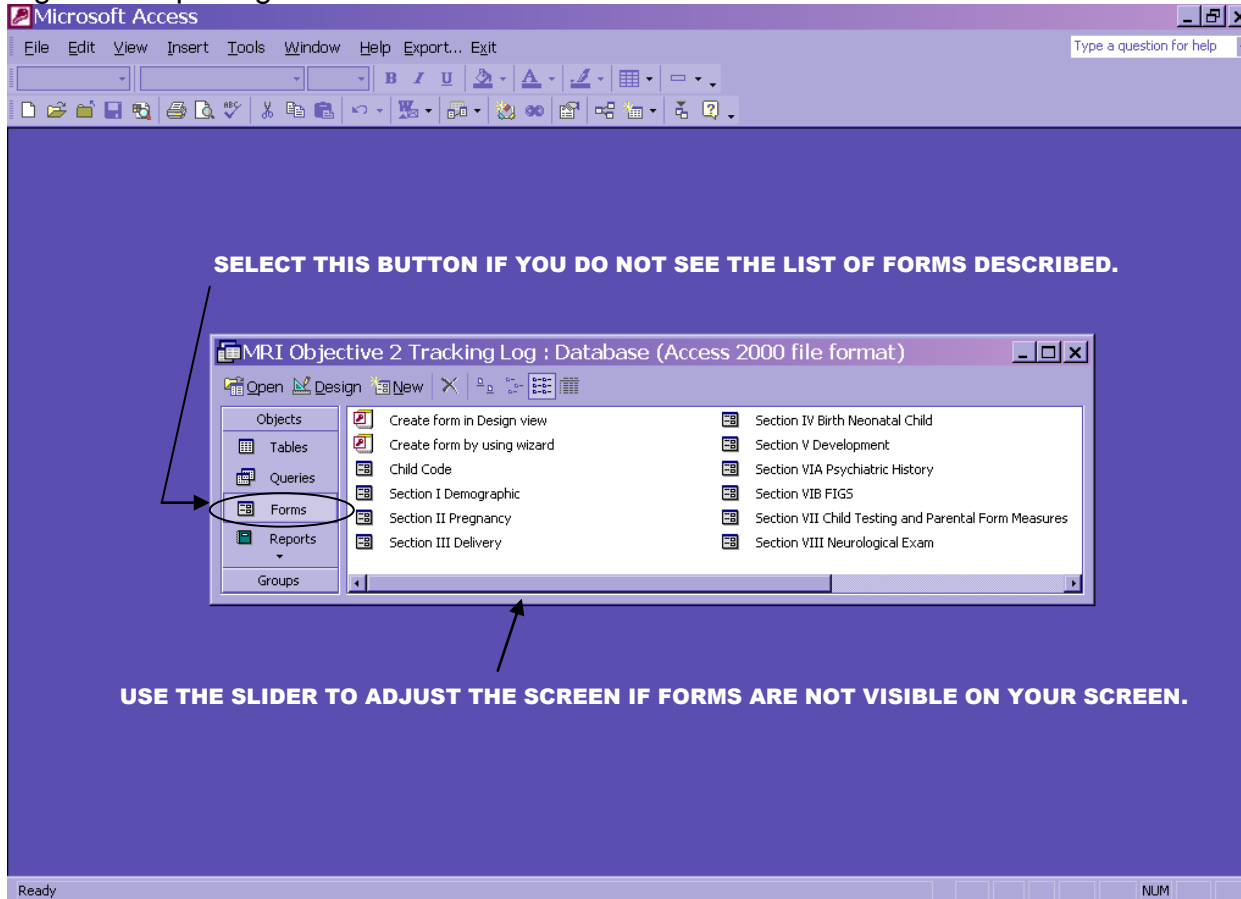 Microsoft Access
File Edit View Insert Tools Window Help Export... Exit
Type a question for help
B I U A
ABC
SELECT THIS BUTTON IF YOU DO NOT SEE THE LIST OF FORMS DESCRIBED.
MRI Objective 2 Tracking Log : Database (Access 2000 file format)
Open Design New
Objects
Tables
Queries
Forms
Reports
Groups
Create form in Design view
Create form by using wizard
Child Code
Section I Demographic
Section II Pregnancy
Section III Delivery
Section IV Birth Neonatal Child
Section V Development
Section VIA Psychiatric History
Section VIB FIGS
Section VII Child Testing and Parental Form Measures
Section VIII Neurological Exam
USE THE SLIDER TO ADJUST THE SCREEN IF FORMS ARE NOT VISIBLE ON YOUR SCREEN.
Ready
NUM